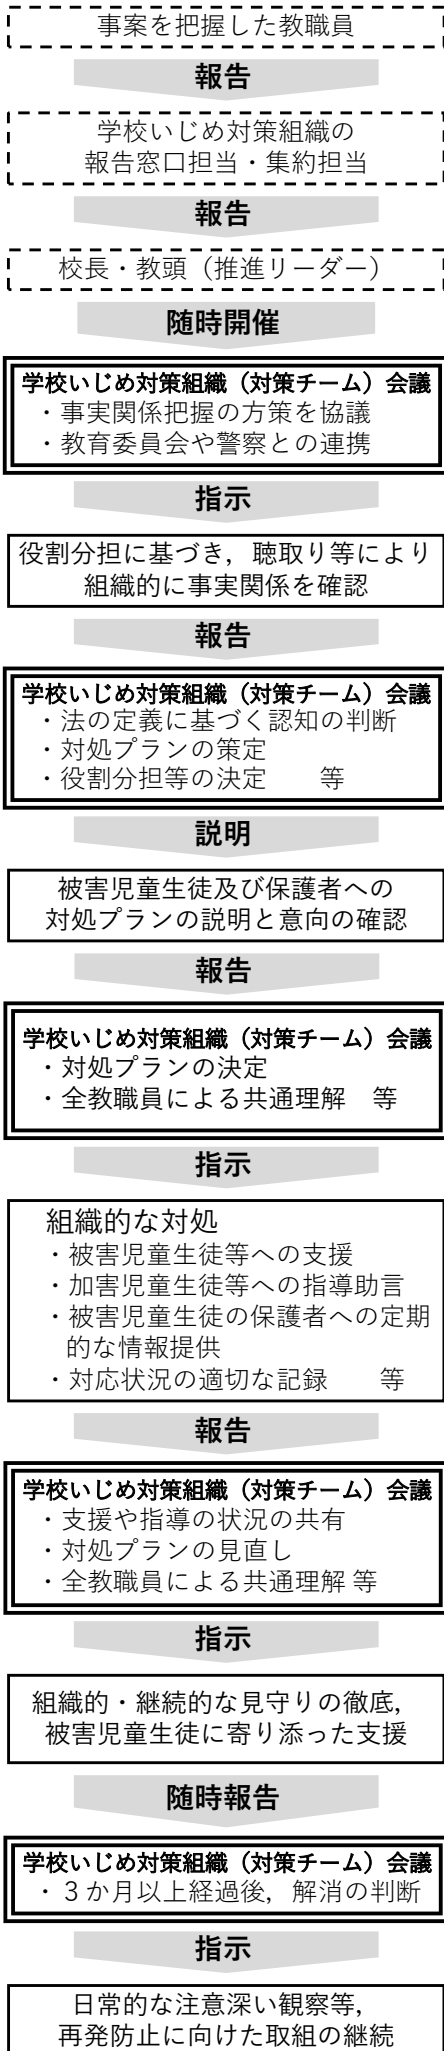 事案を把握した教職員
報告
学校いじめ対策組織の
報告窓口担当・集約担当
報告
校長・教頭（推進リーダー）
随時開催
学校いじめ対策組織（対策チーム）会議
・事実関係把握の方策を協議
・教育委員会や警察との連携
指示
役割分担に基づき，聴取り等により
組織的に事実関係を確認
報告
学校いじめ対策組織（対策チーム）会議
・法の定義に基づく認知の判断
・対処プランの策定
・役割分担等の決定　　等
説明
被害児童生徒及び保護者への
対処プランの説明と意向の確認
報告
学校いじめ対策組織（対策チーム）会議
・対処プランの決定
・全教職員による共通理解　等
指示
組織的な対処
・被害児童生徒等への支援
・加害児童生徒等への指導助言
・被害児童生徒の保護者への定期
的な情報提供
・対応状況の適切な記録　　等
報告
学校いじめ対策組織（対策チーム）会議
・支援や指導の状況の共有
・対処プランの見直し
・全教職員による共通理解 等
指示
組織的・継続的な見守りの徹底，
被害児童生徒に寄り添った支援
随時報告
学校いじめ対策組織（対策チーム）会議
・３か月以上経過後，解消の判断
指示
日常的な注意深い観察等，
再発防止に向けた取組の継続